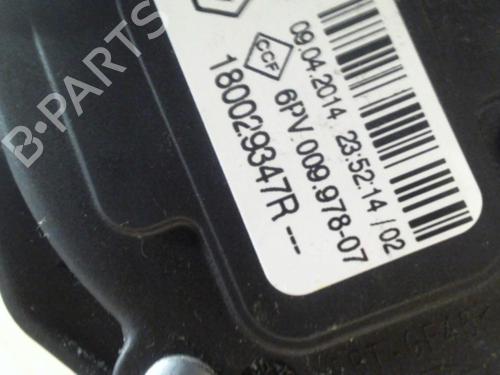 B-PARTS
09.04.2014 23:52:14 / 02
CCF 6PV.009.978-07
180029347R ---